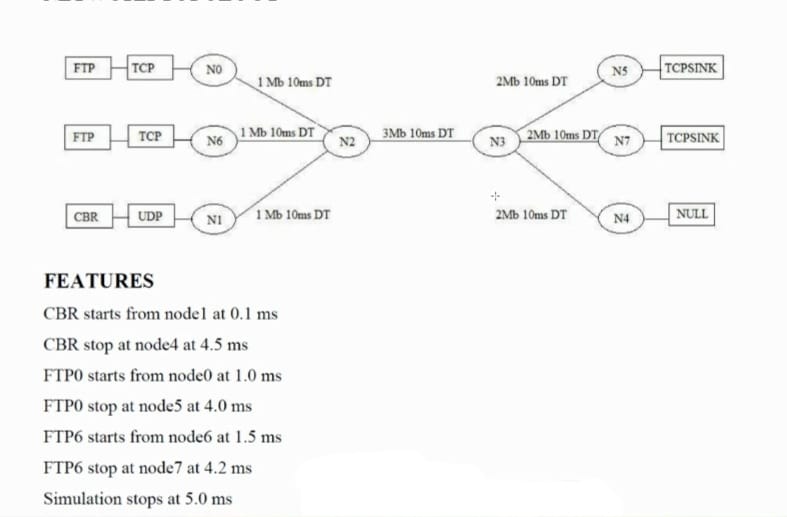 FTP TCP N0 1 Mb 10ms DT 2Mb 10ms DT N5 TCPSINK
FTP TCP N6 1 Mb 10ms DT N2 3Mb 10ms DT N3 2Mb 10ms DT N7 TCPSINK
CBR UDP N1 1 Mb 10ms DT 2Mb 10ms DT N4 NULL
FEATURES
CBR starts from node1 at 0.1 ms
CBR stop at node4 at 4.5 ms
FTP0 starts from node0 at 1.0 ms
FTP0 stop at node5 at 4.0 ms
FTP6 starts from node6 at 1.5 ms
FTP6 stop at node7 at 4.2 ms
Simulation stops at 5.0 ms